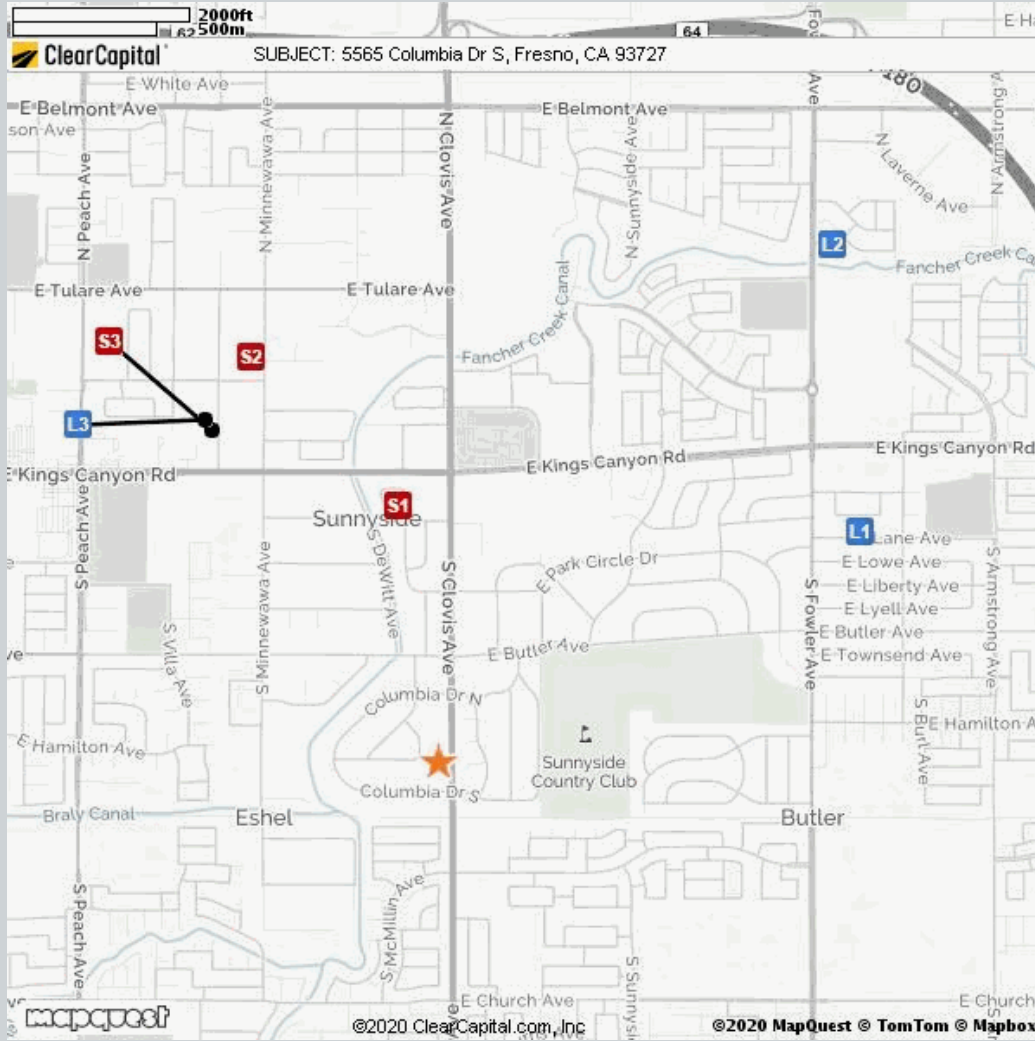 2000ft
500m
62
64
E H
ClearCapital
SUBJECT: 5565 Columbia Dr S, Fresno, CA 93727
E White Ave
E Belmont Ave
E Belmont Ave
son Ave
180
Ave
N Peach Ave
N Minnewawa Ave
N Clovis Ave
N Sunnyside Ave
N Laverne Ave
N Armstrong A
L2
Fancher Creek Ca
E Tulare Ave
E Tulare Ave
Fancher Creek Canal
S3
S2
Fancher Creek Canal
L3
E Kings Canyon Rd
E Kings Canyon Rd
E Kings Canyon Rd
S1
Sunnyside
L1
Lane Ave
E Lowe Ave
E Park Circle Dr
E Liberty Ave
E Lyell Ave
S Peach Ave
S DeWitt Ave
S Minnewawa Ave
S Clovis Ave
S Fowler Ave
S Armstrong Ave
E Butler Ave
E Butler Ave
E Townsend Ave
ve
S Villa Ave
Columbia Dr N
S Burl Ave
E Hamilton A
E Hamilton Ave
Sunnyside
Country Club
Columbia Dr S
Braly Canal
Eshel
Butler
S Peach Ave
S McMillin Ave
S Sunnysi
E Church Ave
E Church
Ave
mapquest
©2020 ClearCapital.com, Inc
©2020 MapQuest © TomTom © Mapbox